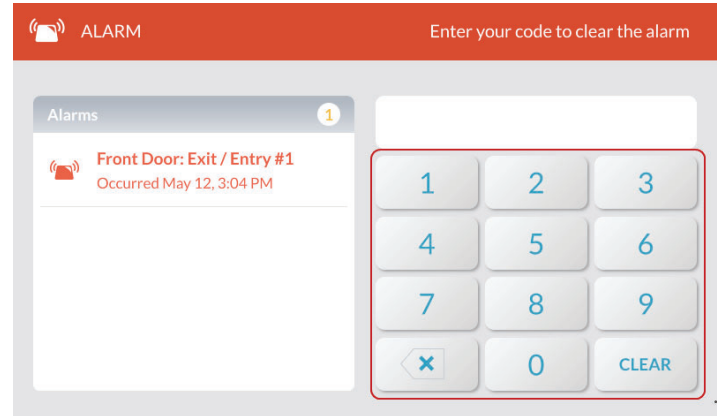 ALARM
Enter your code to clear the alarm
Alarms 1
Front Door: Exit / Entry #1
Occurred May 12, 3:04 PM
1 2 3
4 5 6
7 8 9
0 CLEAR